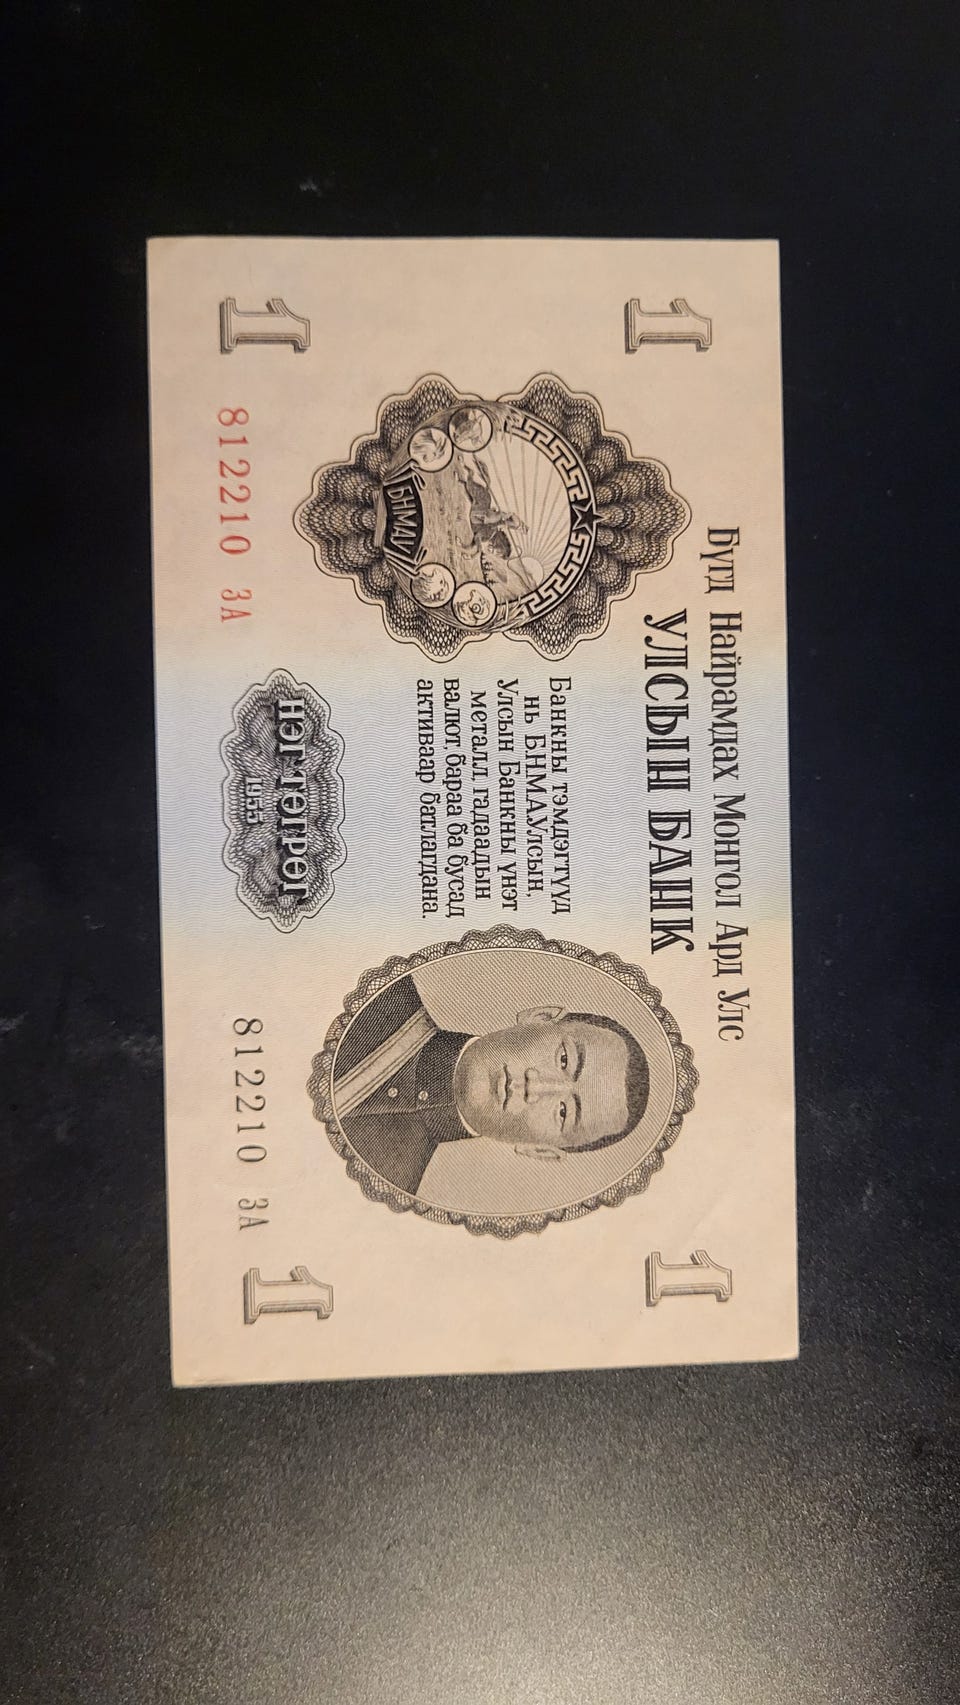 Бүгд Найрамдах Монгол Ард Улс
УЛСЫН БАНК
1
1
БНМАУ
Банкны тэмдэгтүүд
нь БНМАУлсын,
Улсын Банкны үнэт
металл, гадаадын
валют, бараа ба бусад
активаар батлагдана.
812210 ЗА
НЭГ ТӨГРӨГ
1955
812210 ЗА
1
1